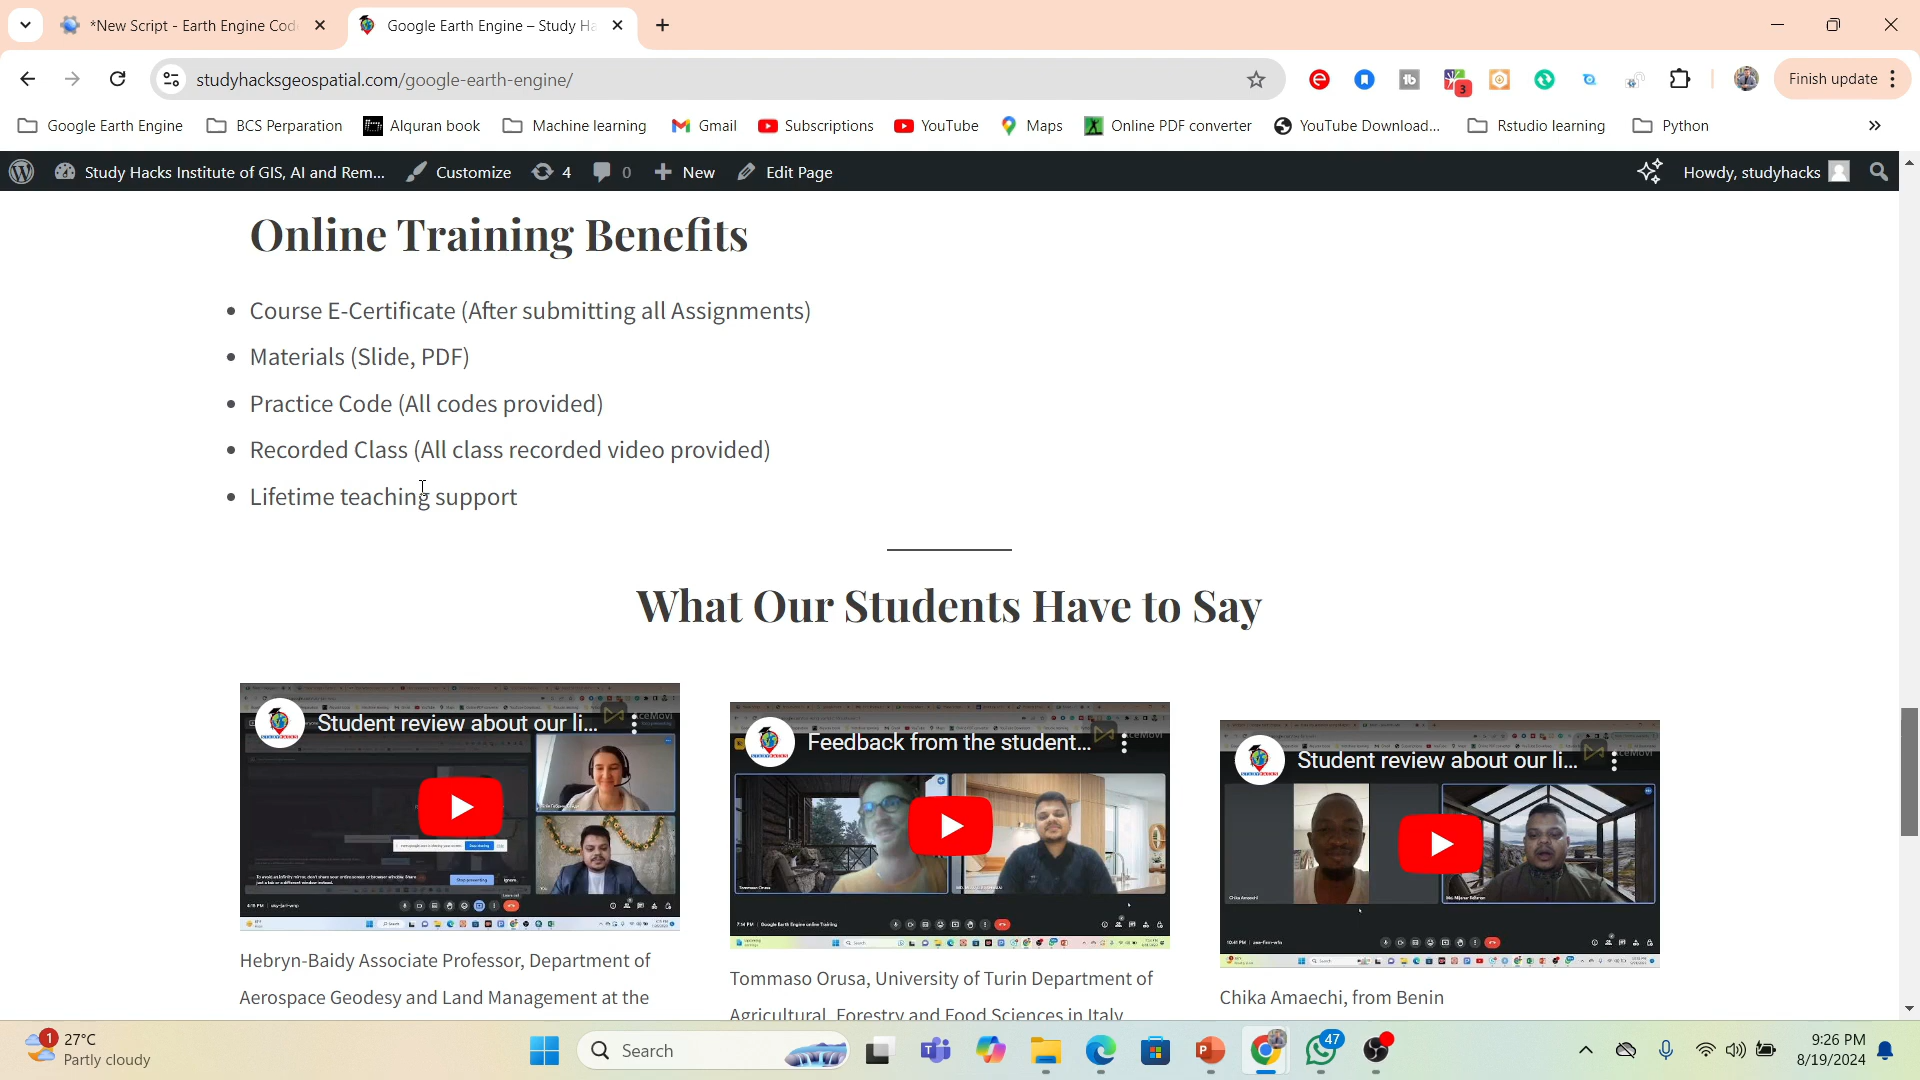 *New Script - Earth Engine Cod
Google Earth Engine – Study Ha
studyhacksgeospatial.com/google-earth-engine/
3
Finish update
Google Earth Engine
BCS Perparation
Alquran book
Machine learning
Gmail
Subscriptions
YouTube
Maps
Online PDF converter
YouTube Download...
Rstudio learning
Python
Study Hacks Institute of GIS, AI and Rem...
Customize
4
0
New
Edit Page
Howdy, studyhacks
Online Training Benefits
• Course E-Certificate (After submitting all Assignments)
• Materials (Slide, PDF)
• Practice Code (All codes provided)
• Recorded Class (All class recorded video provided)
• Lifetime teaching support
What Our Students Have to Say
Student review about our li...
Feedback from the student...
Student review about our li...
Hebryn-Baidy Associate Professor, Department of
Aerospace Geodesy and Land Management at the
Tommaso Orusa, University of Turin Department of
Agricultural, Forestry and Food Sciences in Italy
Chika Amaechi, from Benin
1
27°C
Partly cloudy
Search
47
9:26 PM
8/19/2024